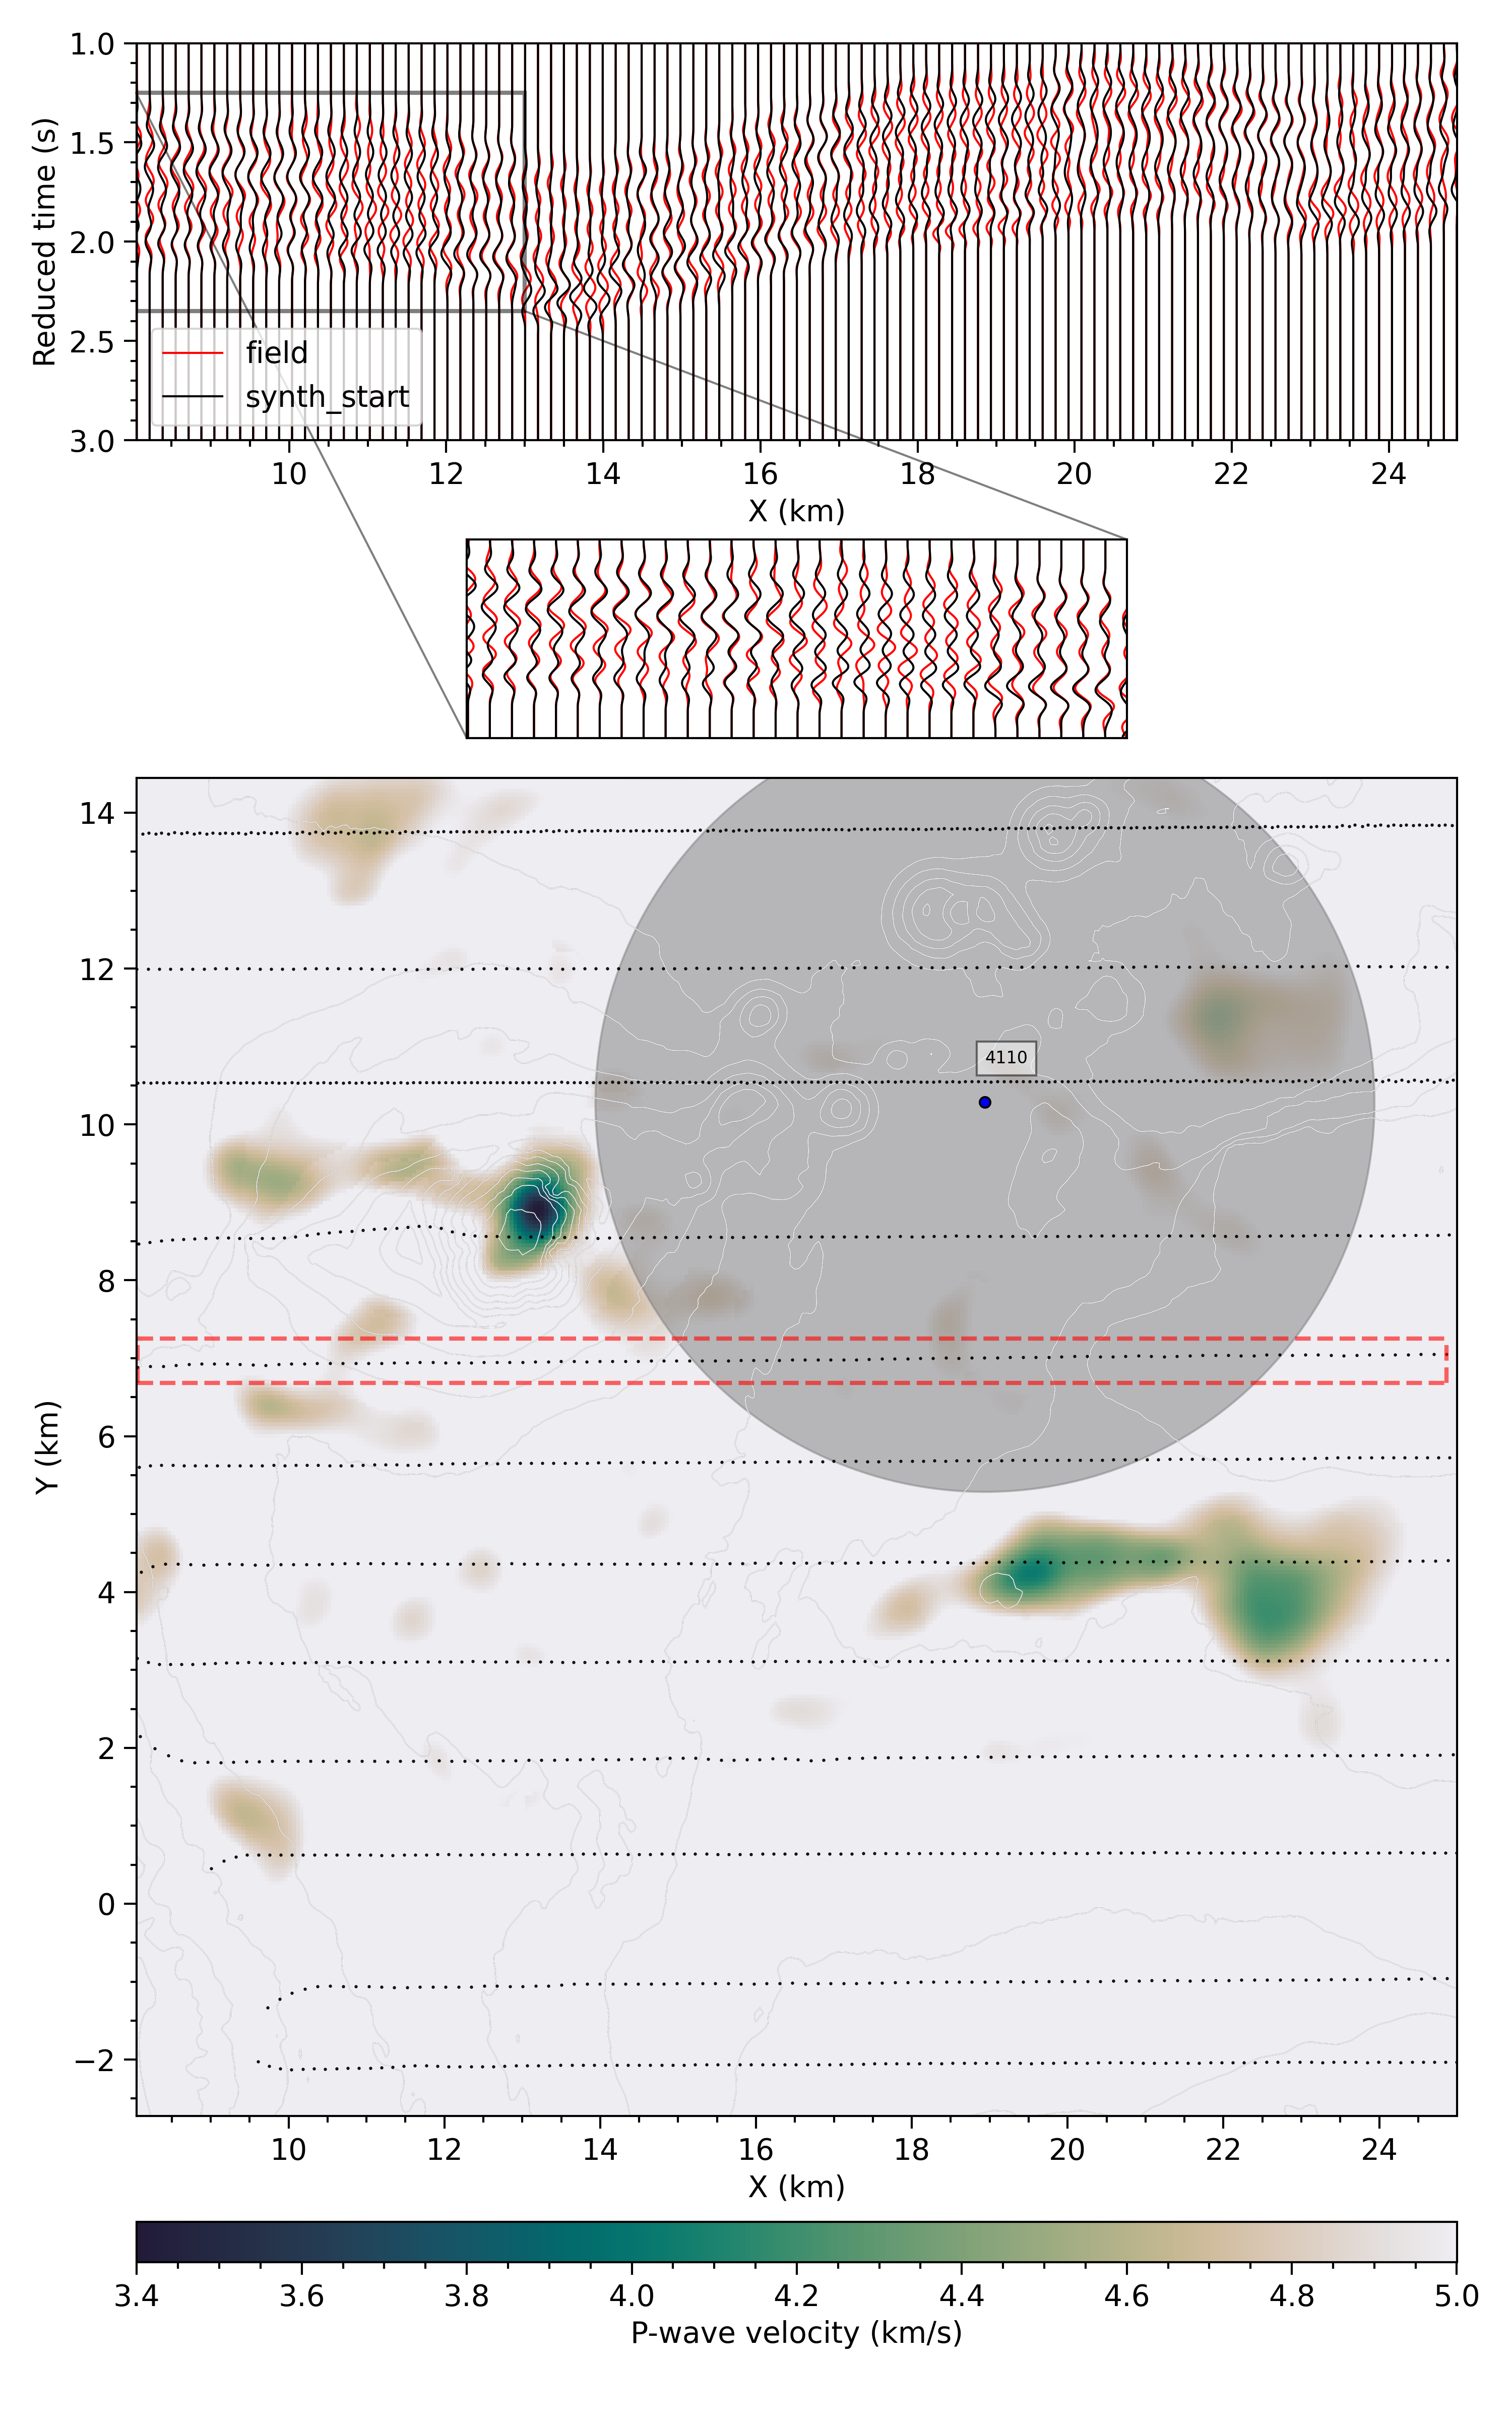 1.0
1.5
2.0
2.5
3.0
Reduced time (s)
field
synth_start
10 12 14 16 18 20 22 24
X (km)
14
12
10
8
6
4
2
0
−2
Y (km)
4110
10 12 14 16 18 20 22 24
X (km)
3.4 3.6 3.8 4.0 4.2 4.4 4.6 4.8 5.0
P-wave velocity (km/s)